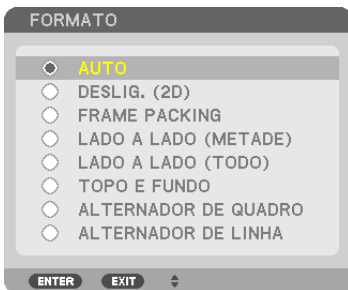 FORMATO
AUTO
DESLIG. (2D)
FRAME PACKING
LADO A LADO (METADE)
LADO A LADO (TODO)
TOPO E FUNDO
ALTERNADOR DE QUADRO
ALTERNADOR DE LINHA
ENTER EXIT